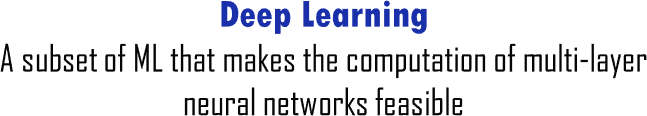 Deep Learning
A subset of ML that makes the computation of multi-layer
neural networks feasible